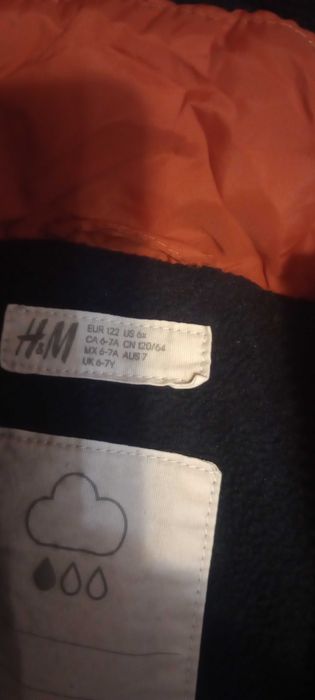 H&M
EUR 122 US 6x
CA 6-7A CN 120/64
MX 6-7A AUS 7
UK 6-7Y